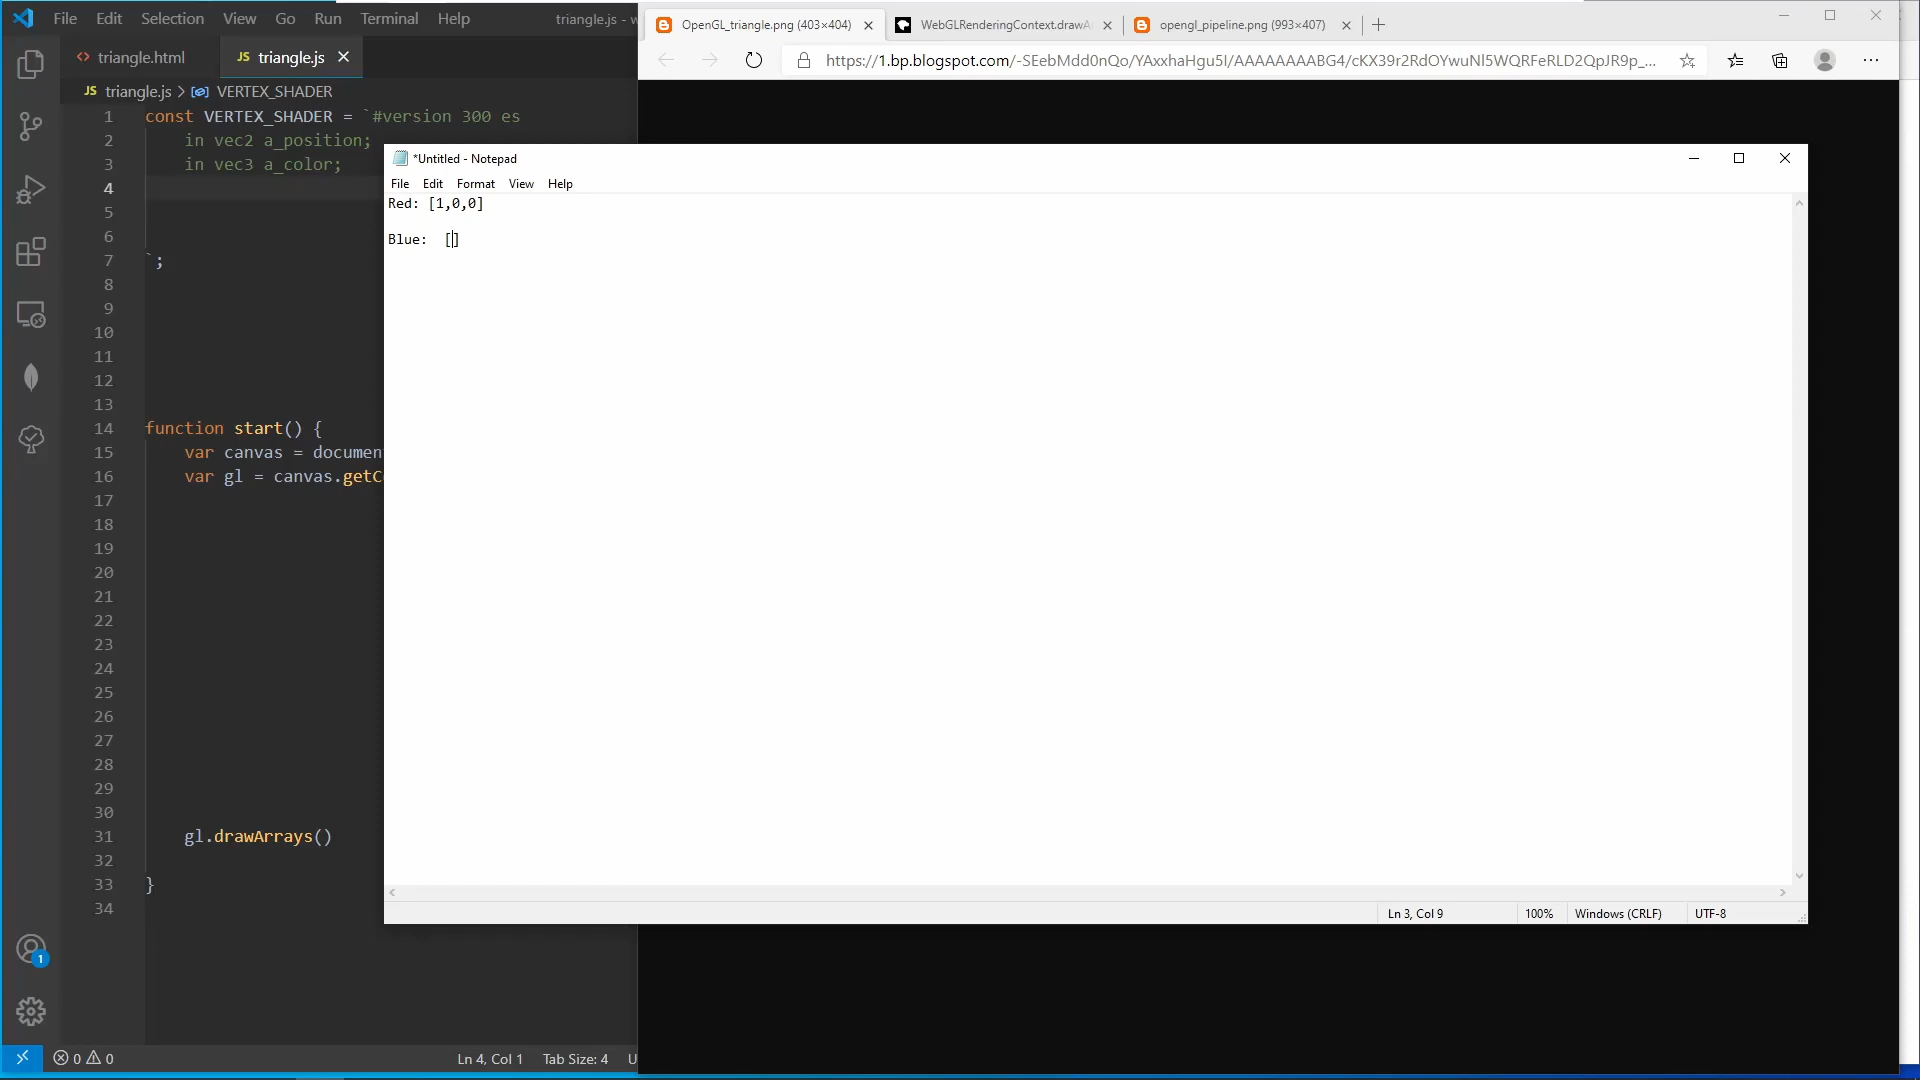 File Edit Selection View Go Run Terminal Help triangle.js - w
triangle.html triangle.js
JS triangle.js > VERTEX_SHADER
1 const VERTEX_SHADER = `#version 300 es
2 in vec2 a_position;
3 in vec3 a_color;
4
5
6
7 `;
8
9
10
11
12
13
14 function start() {
15 var canvas = documen
16 var gl = canvas.getC
17
18
19
20
21
22
23
24
25
26
27
28
29
30
31 gl.drawArrays()
32
33 }
34
1
0 0 Ln 4, Col 1 Tab Size: 4 U
OpenGL_triangle.png (403×404) WebGLRenderingContext.drawA opengl_pipeline.png (993×407)
https://1.bp.blogspot.com/-SEebMdd0nQo/YAxxhaHgu5I/AAAAAAAABG4/cKX39r2RdOYwuNl5WQRFeRLD2QpJR9p_...
*Untitled - Notepad
File Edit Format View Help
Red: [1,0,0]
Blue:  []
Ln 3, Col 9 100% Windows (CRLF) UTF-8